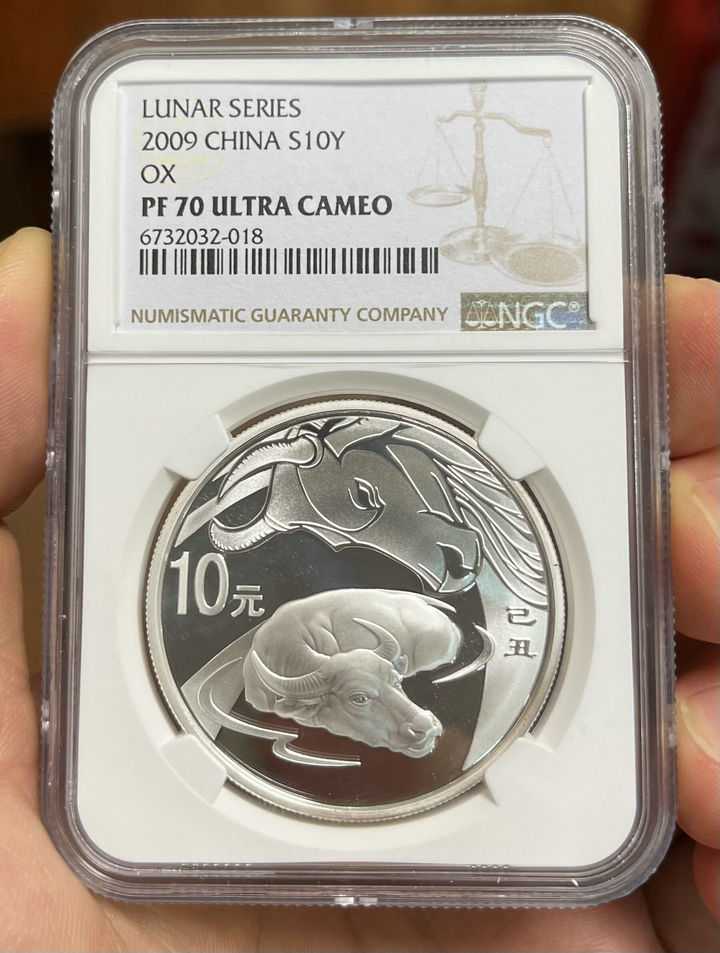 LUNAR SERIES
2009 CHINA S10Y
OX
PF 70 ULTRA CAMEO
6732032-018
NUMISMATIC GUARANTY COMPANY
NGC®
10元
己丑